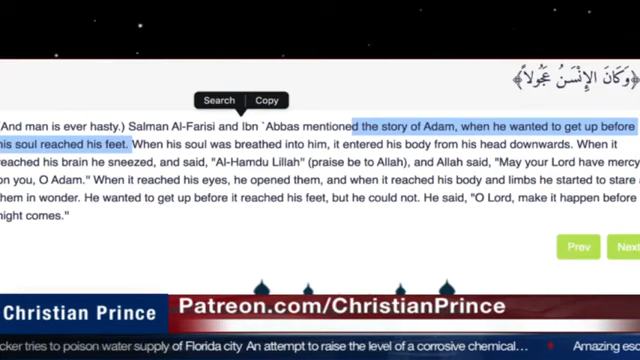 ﴿وَكَانَ الإِنْسَـنُ عَجُولاً﴾
Search Copy
(And man is ever hasty.) Salman Al-Farisi and Ibn `Abbas mentioned the story of Adam, when he wanted to get up before
his soul reached his feet. When his soul was breathed into him, it entered his body from his head downwards. When it
reached his brain he sneezed, and said, "Al-Hamdu Lillah" (praise be to Allah), and Allah said, "May your Lord have mercy
on you, O Adam." When it reached his eyes, he opened them, and when it reached his body and limbs he started to stare a
them in wonder. He wanted to get up before it reached his feet, but he could not. He said, "O Lord, make it happen before
night comes."
Prev Next
Patreon.com/ChristianPrince
Christian Prince
cker tries to poison water supply of Florida city An attempt to raise the level of a corrosive chemical... Amazing esc